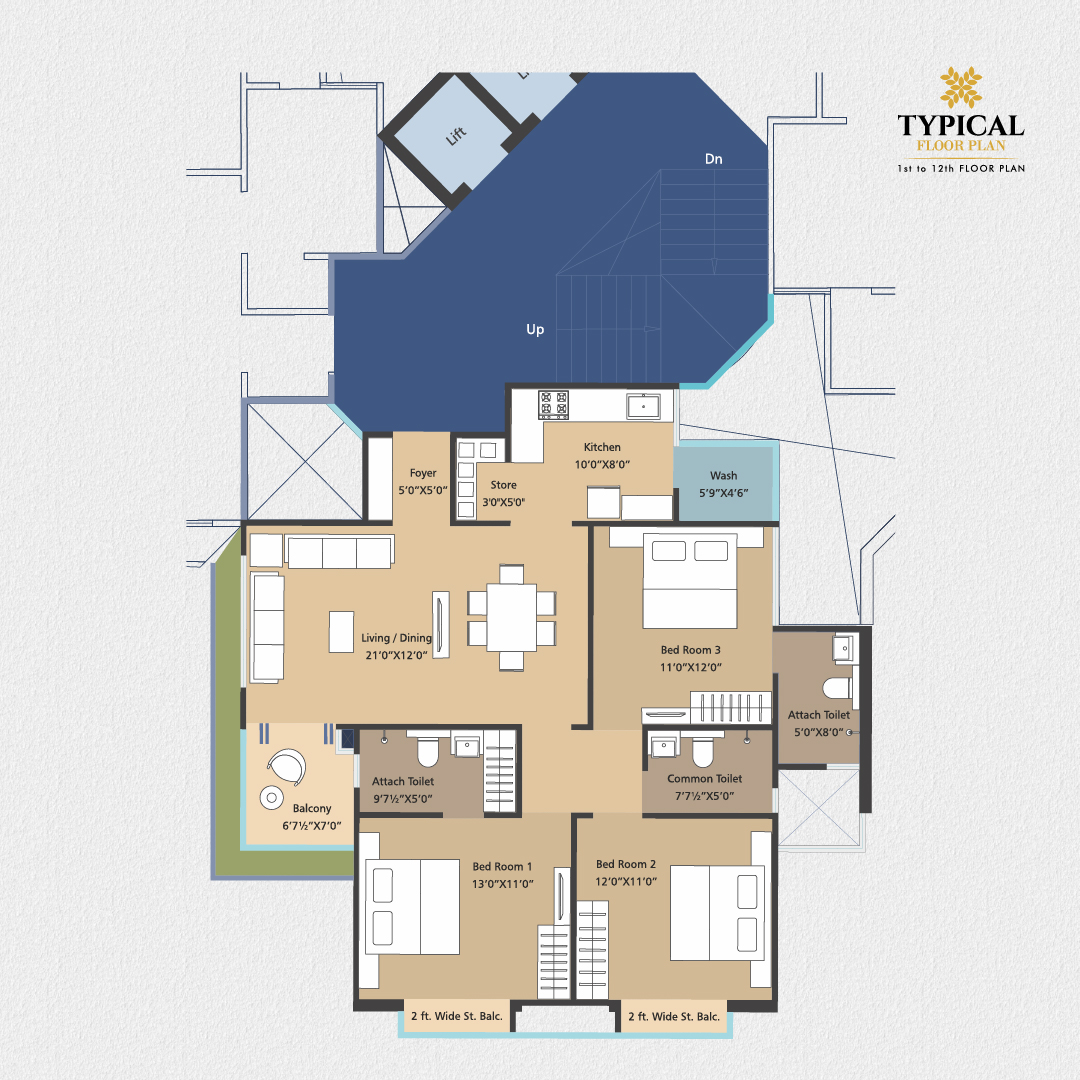 Lift
Dn
TYPICAL
FLOOR PLAN
1st to 12th FLOOR PLAN
Up
Kitchen
10'0"X8'0"
Foyer
5'0"X5'0"
Store
3'0"X5'0"
Wash
5'9"X4'6"
Living / Dining
21'0"X12'0"
Bed Room 3
11'0"X12'0"
Attach Toilet
5'0"X8'0"
Attach Toilet
9'7½"X5'0"
Common Toilet
7'7½"X5'0"
Balcony
6'7½"X7'0"
Bed Room 1
13'0"X11'0"
Bed Room 2
12'0"X11'0"
2 ft. Wide St. Balc.
2 ft. Wide St. Balc.